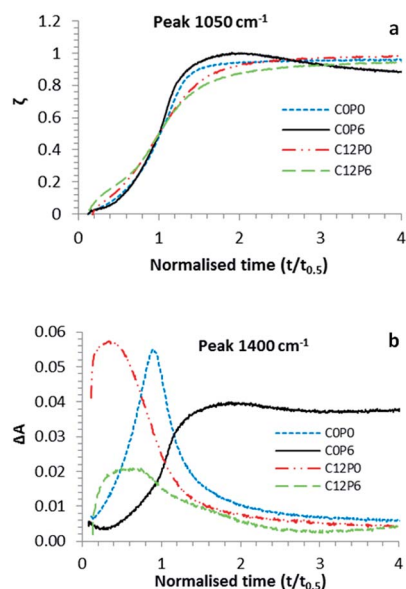 Peak 1050 cm-1
a
1.2
1
0.8
0.6
0.4
0.2
0
ζ
C0P0
C0P6
C12P0
C12P6
0 1 2 3 4
Normalised time (t/t0.5)
Peak 1400 cm-1
b
0.06
0.05
0.04
0.03
0.02
0.01
0.00
ΔA
C0P0
C0P6
C12P0
C12P6
0 1 2 3 4
Normalised time (t/t0.5)